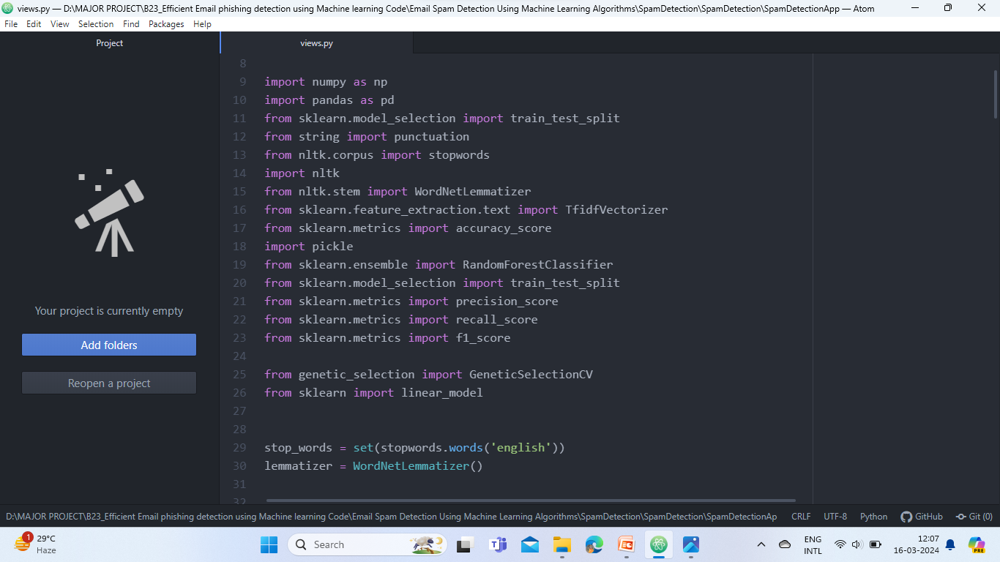 views.py — D:\MAJOR PROJECT\B23_Efficient Email phishing detection using Machine learning Code\Email Spam Detection Using Machine Learning Algorithms\SpamDetection\SpamDetection\SpamDetectionApp — Atom
File Edit View Selection Find Packages Help
Project
views.py
8
9 import numpy as np
10 import pandas as pd
11 from sklearn.model_selection import train_test_split
12 from string import punctuation
13 from nltk.corpus import stopwords
14 import nltk
15 from nltk.stem import WordNetLemmatizer
16 from sklearn.feature_extraction.text import TfidfVectorizer
17 from sklearn.metrics import accuracy_score
18 import pickle
19 from sklearn.ensemble import RandomForestClassifier
20 from sklearn.model_selection import train_test_split
21 from sklearn.metrics import precision_score
22 from sklearn.metrics import recall_score
23 from sklearn.metrics import f1_score
24
25 from genetic_selection import GeneticSelectionCV
26 from sklearn import linear_model
27
28
29 stop_words = set(stopwords.words('english'))
30 lemmatizer = WordNetLemmatizer()
31
32
Your project is currently empty
Add folders
Reopen a project
D:\MAJOR PROJECT\B23_Efficient Email phishing detection using Machine learning Code\Email Spam Detection Using Machine Learning Algorithms\SpamDetection\SpamDetection\SpamDetectionAp CRLF UTF-8 Python GitHub Git (0)
1
29°C
Haze
Search
ENG
INTL
12:07
16-03-2024
PRE